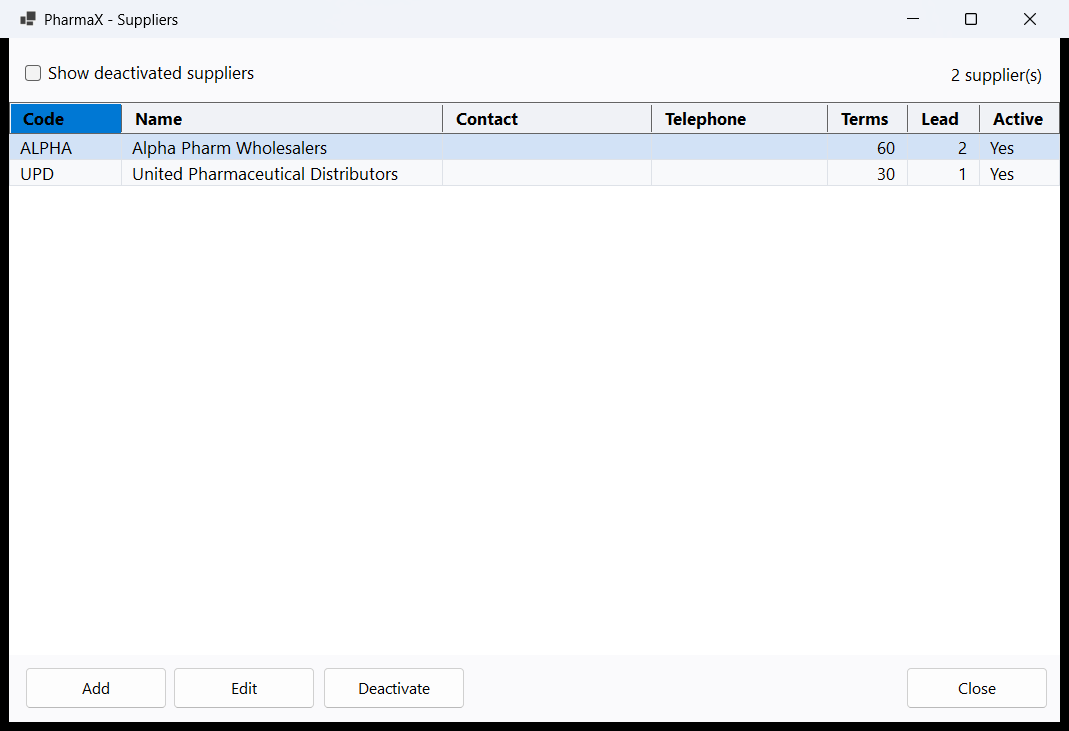 PharmaX - Suppliers
Show deactivated suppliers
2 supplier(s)
Code Name Contact Telephone Terms Lead Active
ALPHA Alpha Pharm Wholesalers 60 2 Yes
UPD United Pharmaceutical Distributors 30 1 Yes
Add Edit Deactivate Close